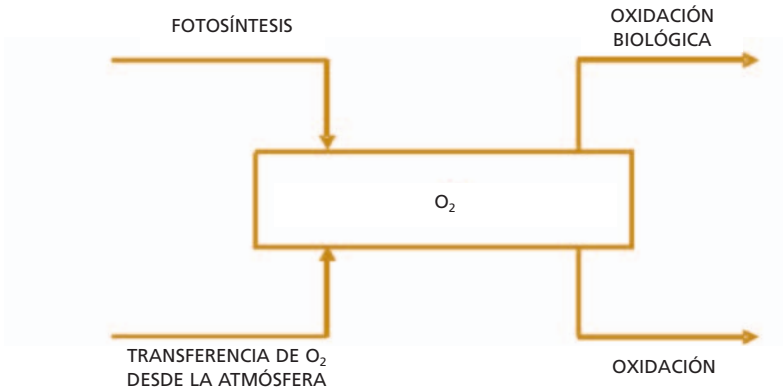 FOTOSÍNTESIS
OXIDACIÓN
BIOLÓGICA
O₂
TRANSFERENCIA DE O₂
DESDE LA ATMÓSFERA
OXIDACIÓN